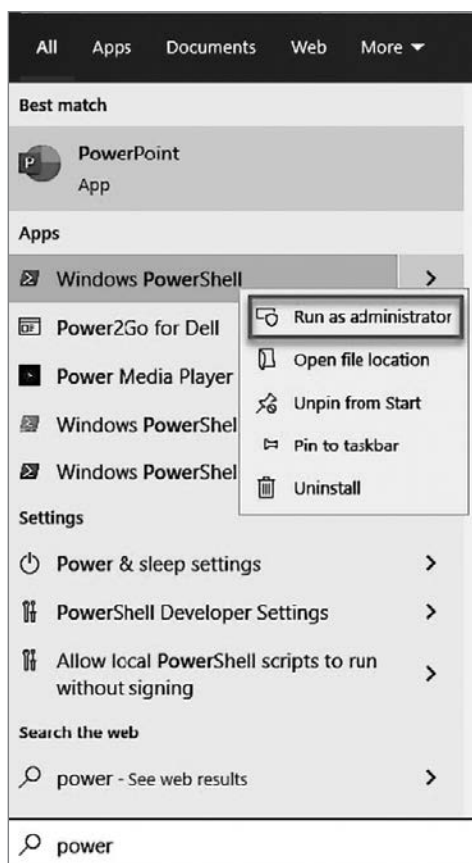 All Apps Documents Web More
Best match
PowerPoint
App
Apps
Windows PowerShell
Run as administrator
Power2Go for Dell
Open file location
Power Media Player
Unpin from Start
Windows PowerShel
Pin to taskbar
Windows PowerShel
Uninstall
Settings
Power & sleep settings
PowerShell Developer Settings
Allow local PowerShell scripts to run
without signing
Search the web
power - See web results
power